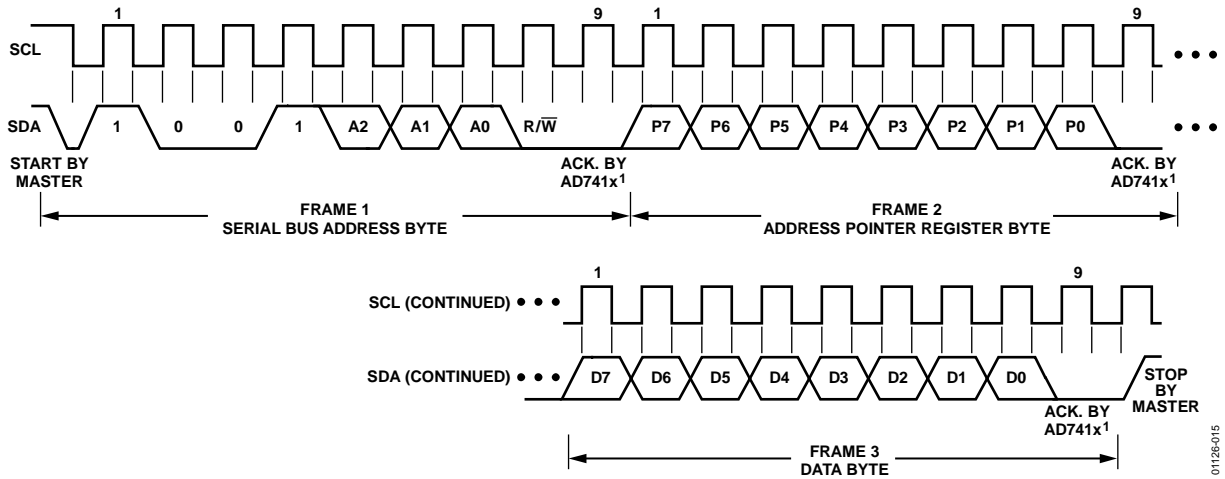 1 9 1 9
SCL
SDA 1 0 0 1 A2 A1 A0 R/W̅ P7 P6 P5 P4 P3 P2 P1 P0
START BY MASTER
ACK. BY AD741x¹
ACK. BY AD741x¹
FRAME 1
SERIAL BUS ADDRESS BYTE
FRAME 2
ADDRESS POINTER REGISTER BYTE
1 9
SCL (CONTINUED)
SDA (CONTINUED) D7 D6 D5 D4 D3 D2 D1 D0
ACK. BY AD741x¹
STOP BY MASTER
FRAME 3
DATA BYTE
01126-015